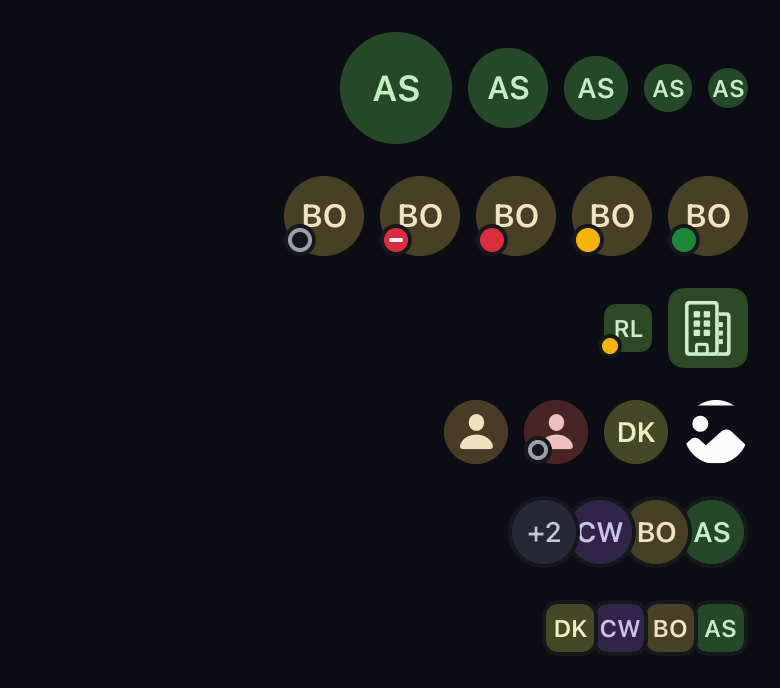 AS AS AS AS AS
BO BO BO BO BO
RL
DK
+2 CW BO AS
DK CW BO AS